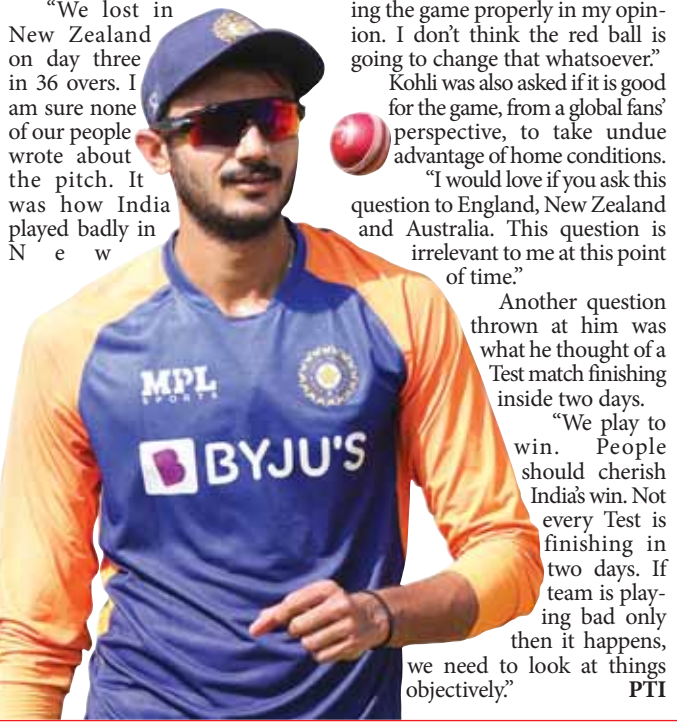 “We lost in
New Zealand
on day three
in 36 overs. I
am sure none
of our people
wrote about
the pitch. It
was how India
played badly in
N e w
MPL
SPORTS
BYJU'S
ing the game properly in my opin-
ion. I don’t think the red ball is
going to change that whatsoever.”
Kohli was also asked if it is good
for the game, from a global fans’
perspective, to take undue
advantage of home conditions.
“I would love if you ask this
question to England, New Zealand
and Australia. This question is
irrelevant to me at this point
of time.”
Another question
thrown at him was
what he thought of a
Test match finishing
inside two days.
“We play to
win. People
should cherish
India’s win. Not
every Test is
finishing in
two days. If
team is play-
ing bad only
then it happens,
we need to look at things
objectively.” PTI